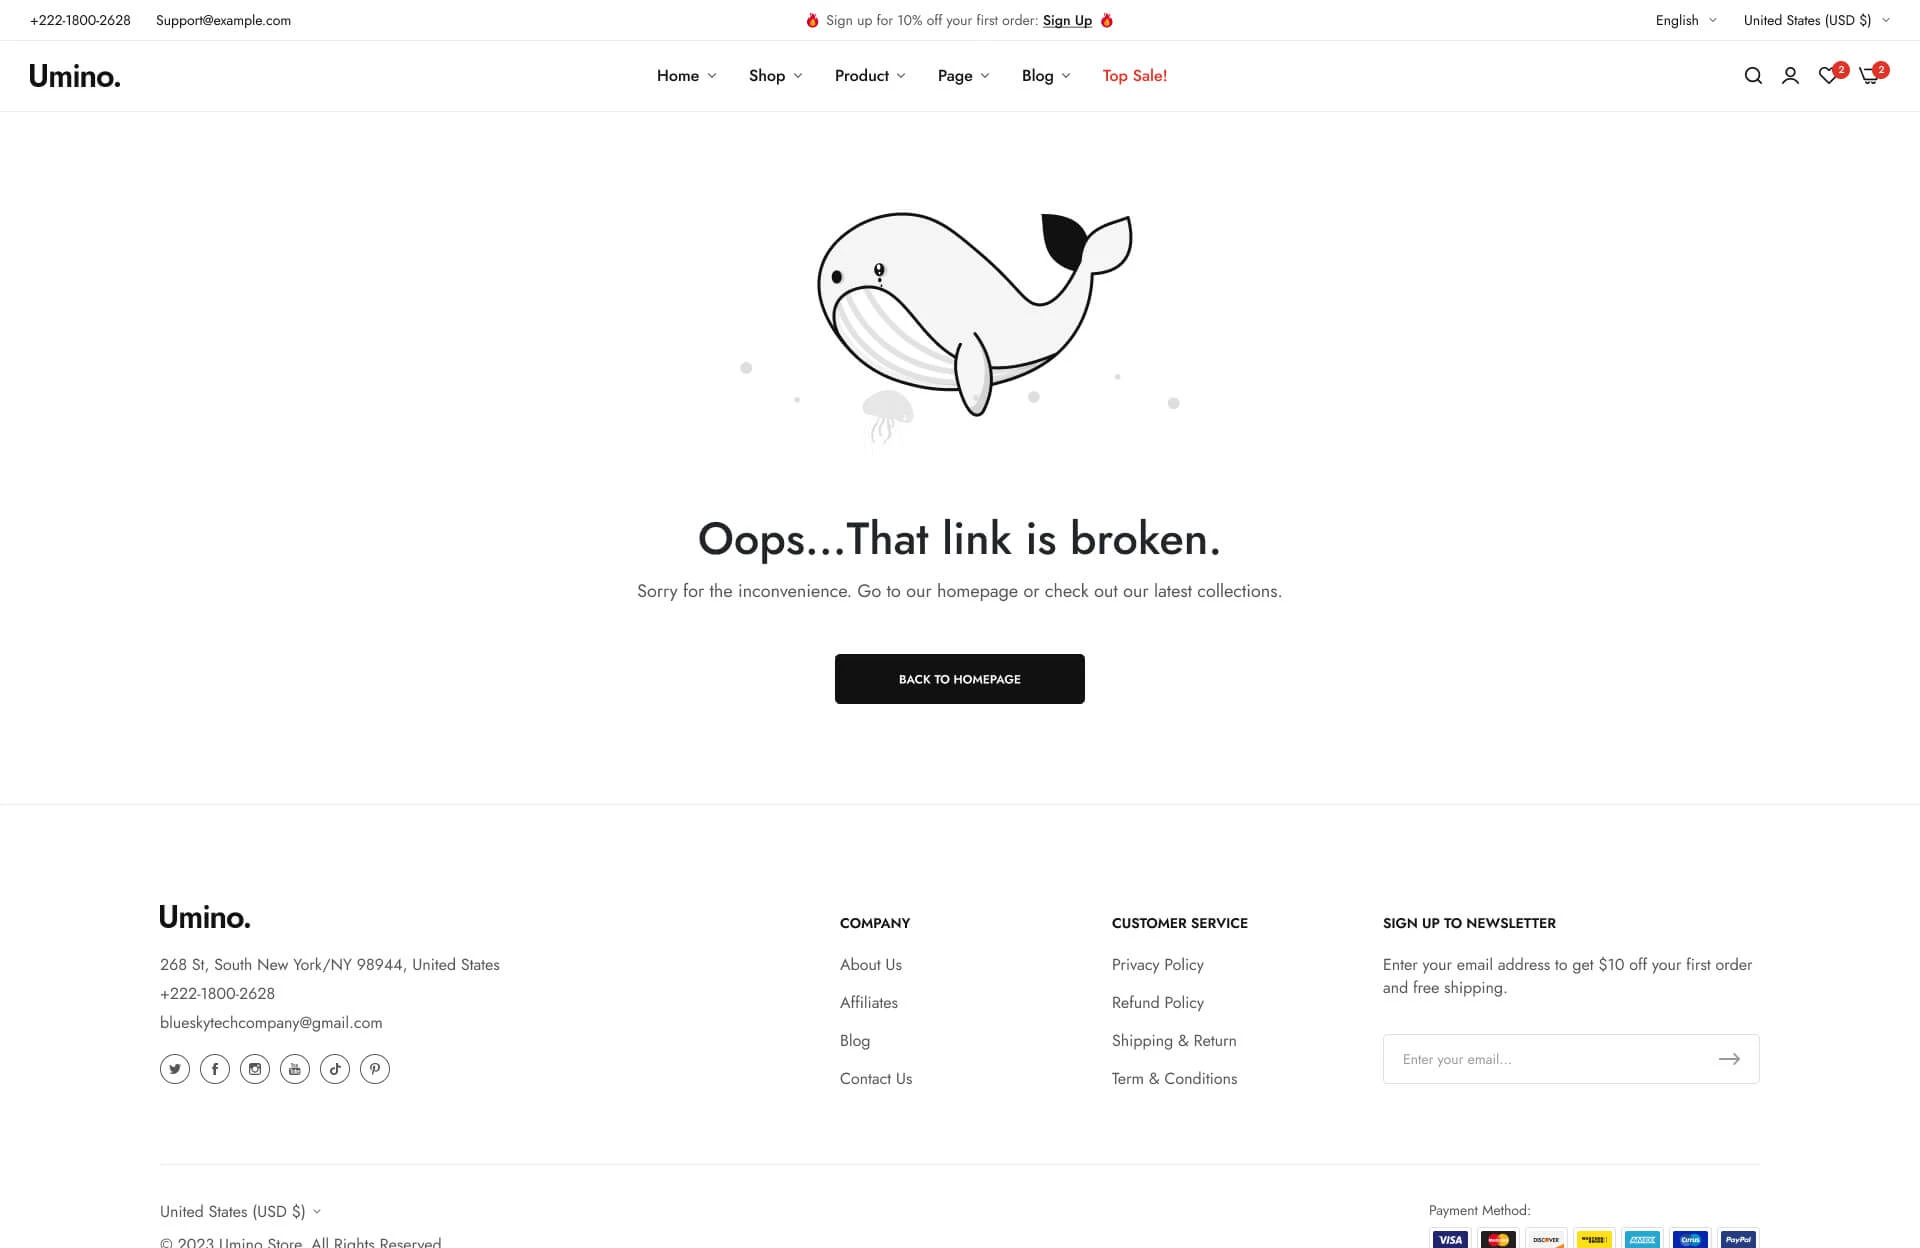 +222-1800-2628 Support@example.com Sign up for 10% off your first order: Sign Up English United States (USD $)
Umino. Home Shop Product Page Blog Top Sale! 2 2
Oops...That link is broken.
Sorry for the inconvenience. Go to our homepage or check out our latest collections.
BACK TO HOMEPAGE
Umino.
268 St, South New York/NY 98944, United States
+222-1800-2628
blueskytechcompany@gmail.com
COMPANY
About Us
Affiliates
Blog
Contact Us
CUSTOMER SERVICE
Privacy Policy
Refund Policy
Shipping & Return
Term & Conditions
SIGN UP TO NEWSLETTER
Enter your email address to get $10 off your first order
and free shipping.
Enter your email...
United States (USD $)
© 2023 Umino Store. All Rights Reserved
Payment Method:
VISA DISCOVER AMEX Cirrus PayPal